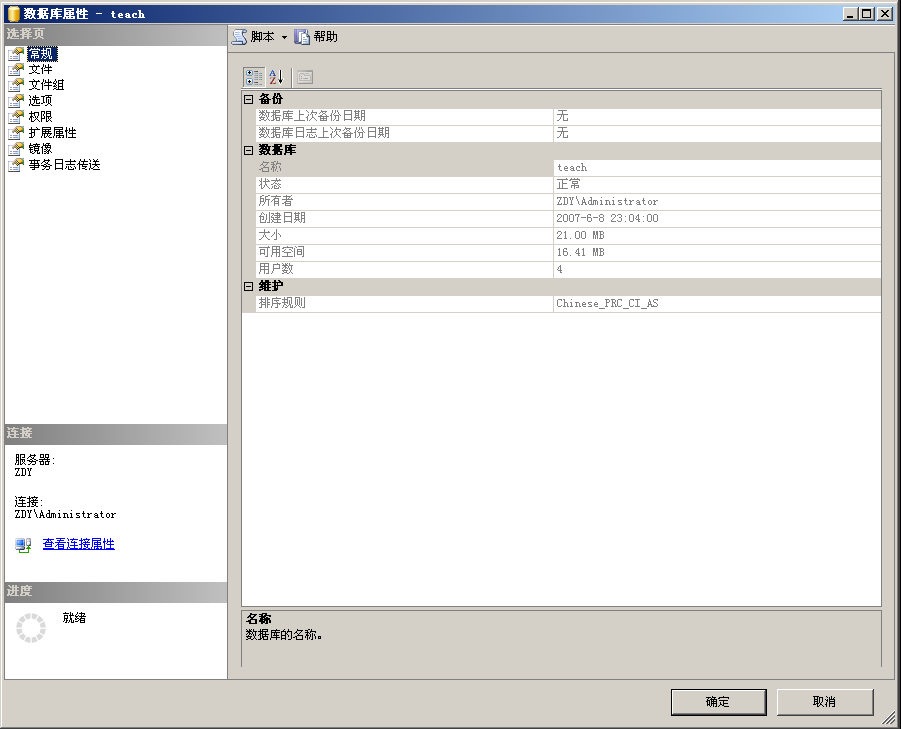 数据库属性 - teach
选择页
常规
文件
文件组
选项
权限
扩展属性
镜像
事务日志传送
脚本 帮助
备份
数据库上次备份日期 无
数据库日志上次备份日期 无
数据库
名称 teach
状态 正常
所有者 ZDY\Administrator
创建日期 2007-6-8 23:04:00
大小 21.00 MB
可用空间 16.41 MB
用户数 4
维护
排序规则 Chinese_PRC_CI_AS
连接
服务器:
ZDY
连接:
ZDY\Administrator
查看连接属性
进度
就绪
名称
数据库的名称。
确定 取消